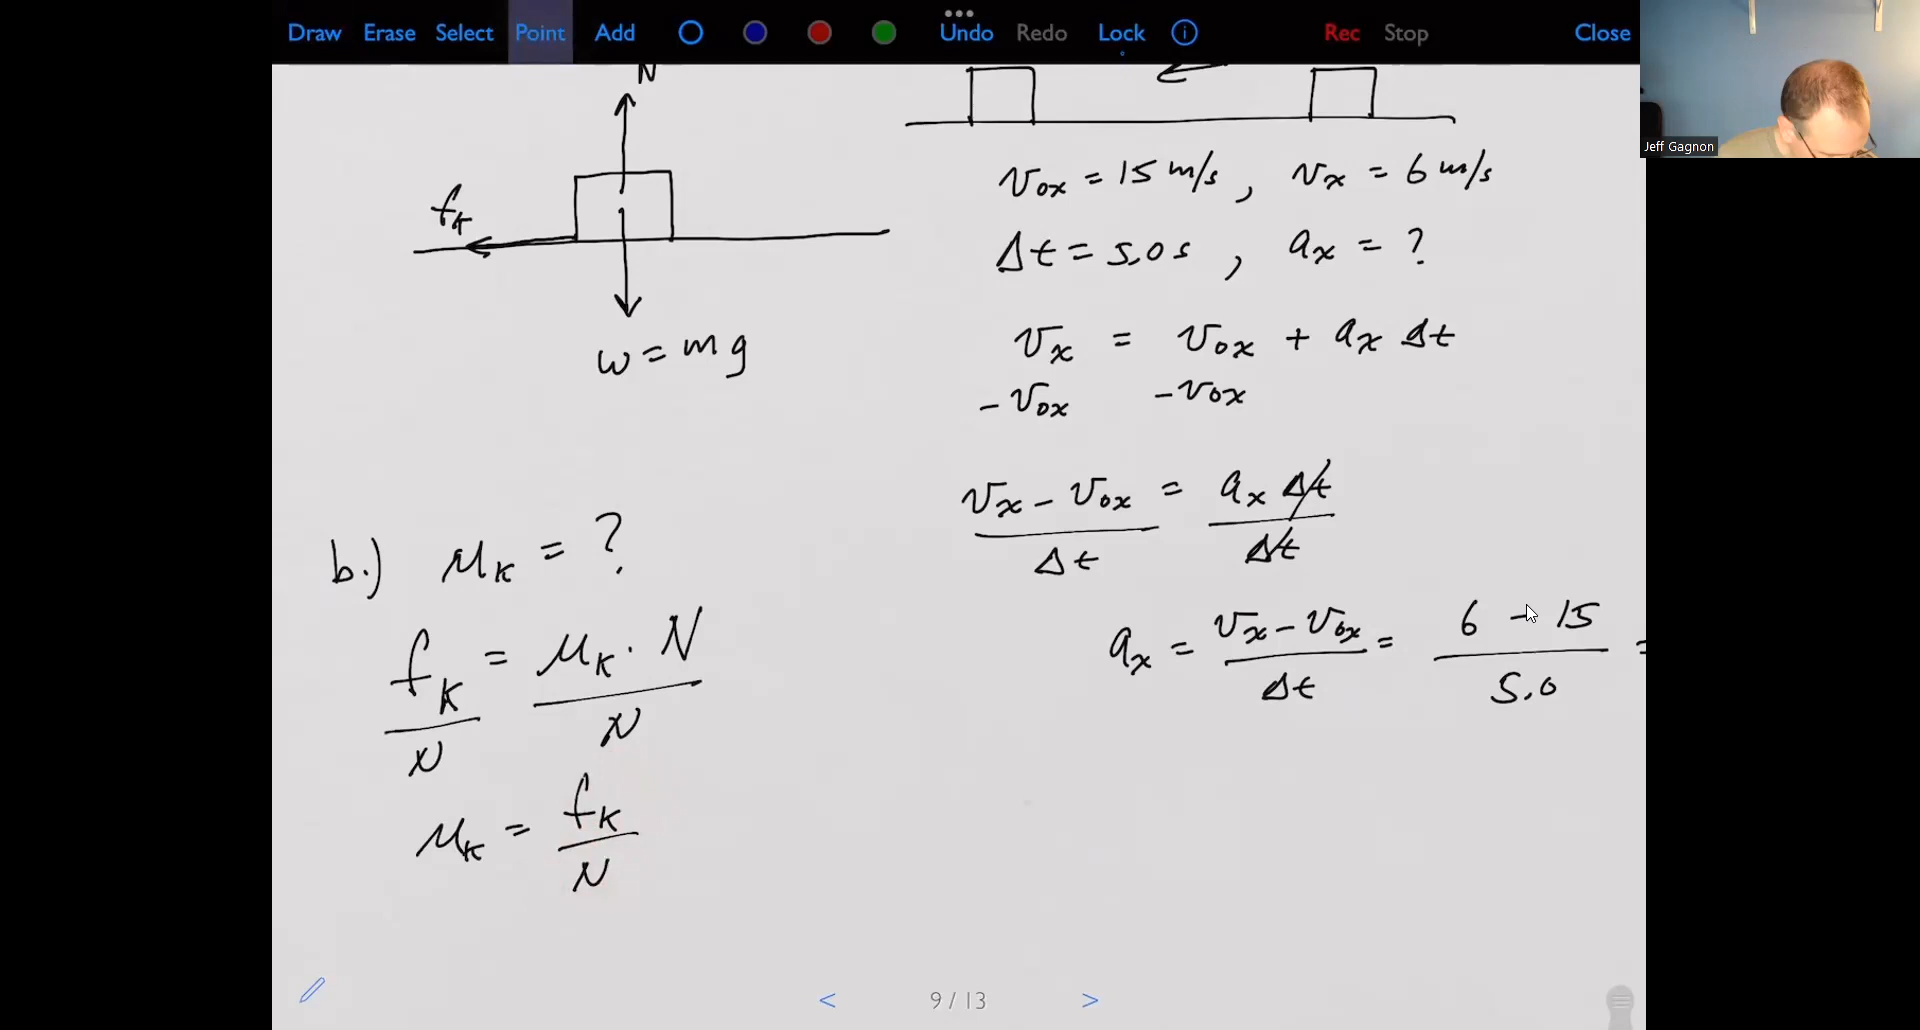 Draw Erase Select Point Add Undo Redo Lock Rec Stop Close
Jeff Gagnon
N
fk
w = mg
v0x = 15 m/s, vx = 6 m/s
Δt = 5.0 s, ax = ?
vx = v0x + ax Δt
- v0x - v0x
vx - v0x = ax Δt
Δt Δt
ax = vx - v0x = 6 - 15 =
Δt 5.0
b.) μk = ?
fk = μk · N
N N
μk = fk
N
< 9 / 13 >